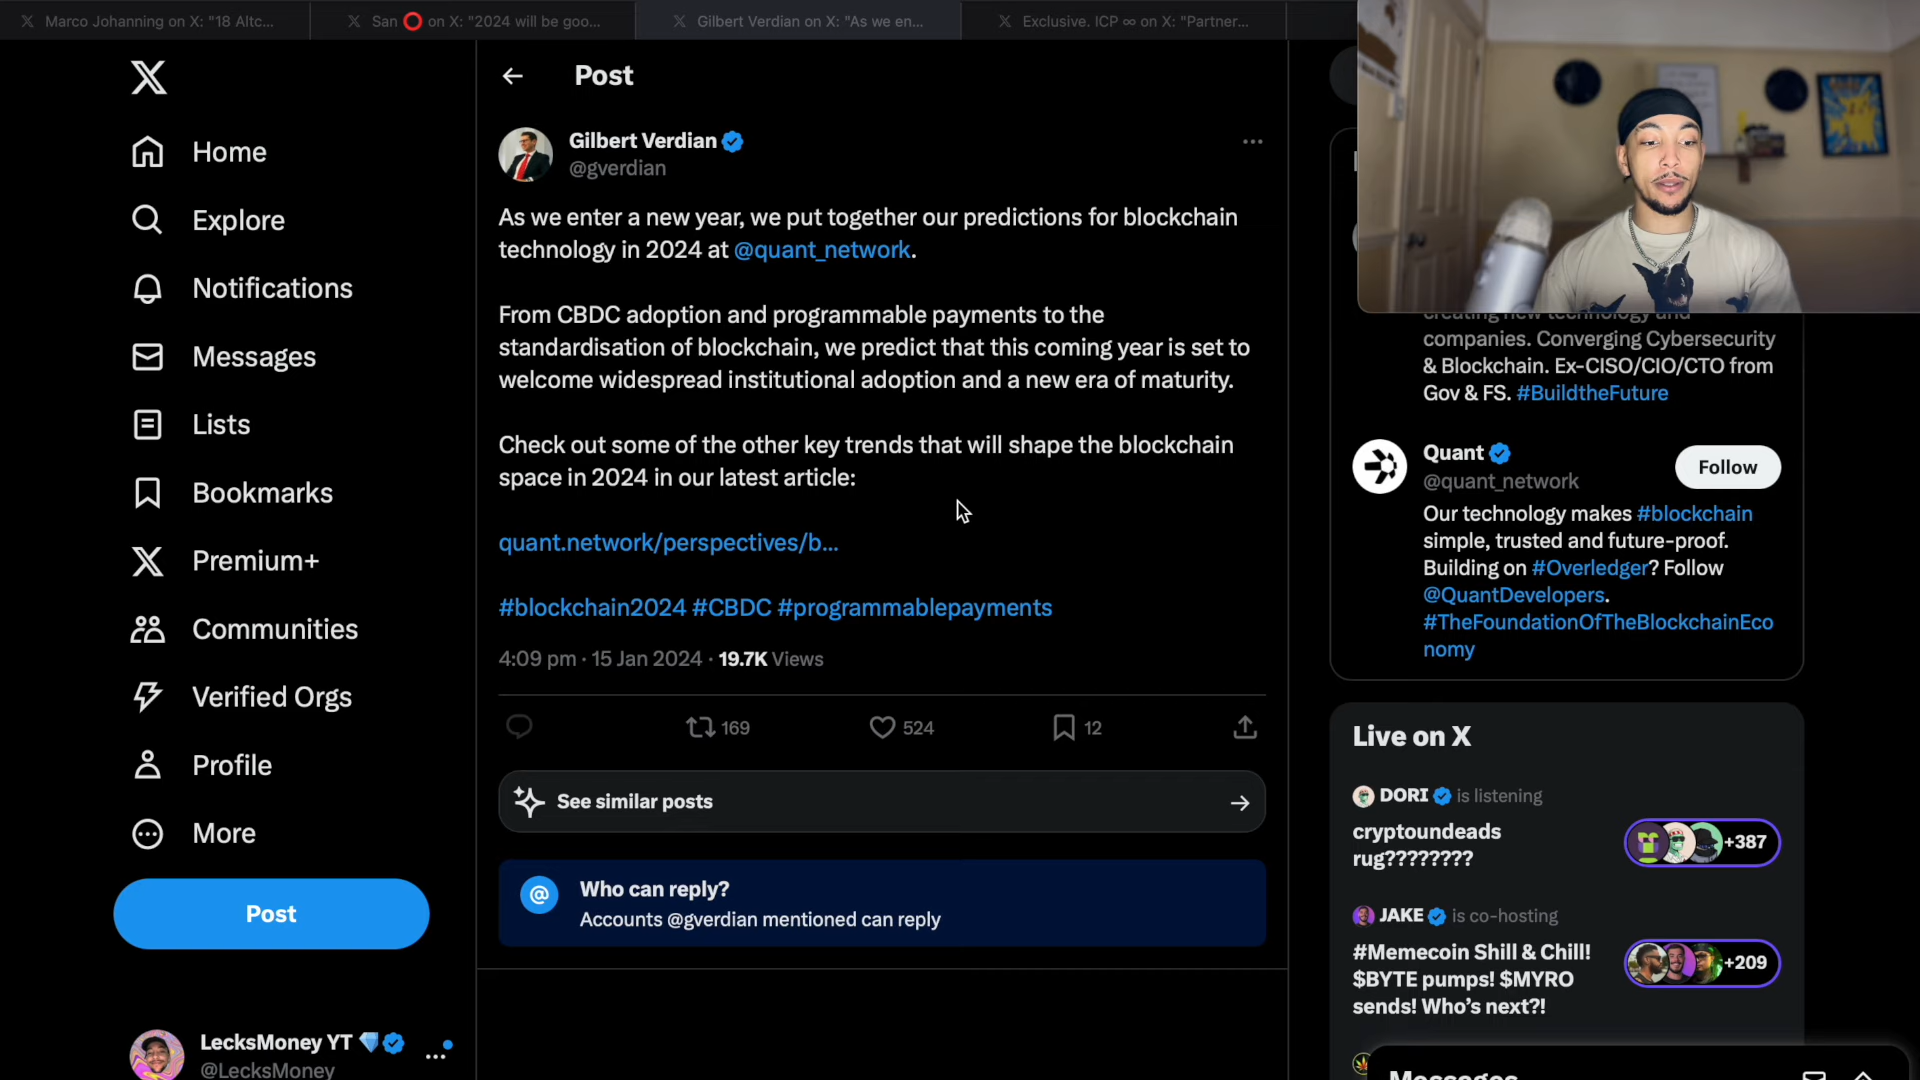 Marco Johanning on X: "18 Altc...
San on X: "2024 will be goo...
Gilbert Verdian on X: "As we en...
Exclusive. ICP ∞ on X: "Partner...
Home
Explore
Notifications
Messages
Lists
Bookmarks
Premium+
Communities
Verified Orgs
Profile
More
Post
LecksMoney YT
@LecksMoney
Post
Gilbert Verdian
@gverdian
As we enter a new year, we put together our predictions for blockchain
technology in 2024 at @quant_network.
From CBDC adoption and programmable payments to the
standardisation of blockchain, we predict that this coming year is set to
welcome widespread institutional adoption and a new era of maturity.
Check out some of the other key trends that will shape the blockchain
space in 2024 in our latest article:
quant.network/perspectives/b...
#blockchain2024 #CBDC #programmablepayments
4:09 pm · 15 Jan 2024 · 19.7K Views
169
524
12
See similar posts
Who can reply?
Accounts @gverdian mentioned can reply
creating new technology and
companies. Converging Cybersecurity
& Blockchain. Ex-CISO/CIO/CTO from
Gov & FS. #BuildtheFuture
Quant
@quant_network
Follow
Our technology makes #blockchain
simple, trusted and future-proof.
Building on #Overledger? Follow
@QuantDevelopers.
#TheFoundationOfTheBlockchainEco
nomy
Live on X
DORI is listening
cryptoundeads
rug????????
+387
JAKE is co-hosting
#Memecoin Shill & Chill!
$BYTE pumps! $MYRO
sends! Who's next?!
+209
Messages